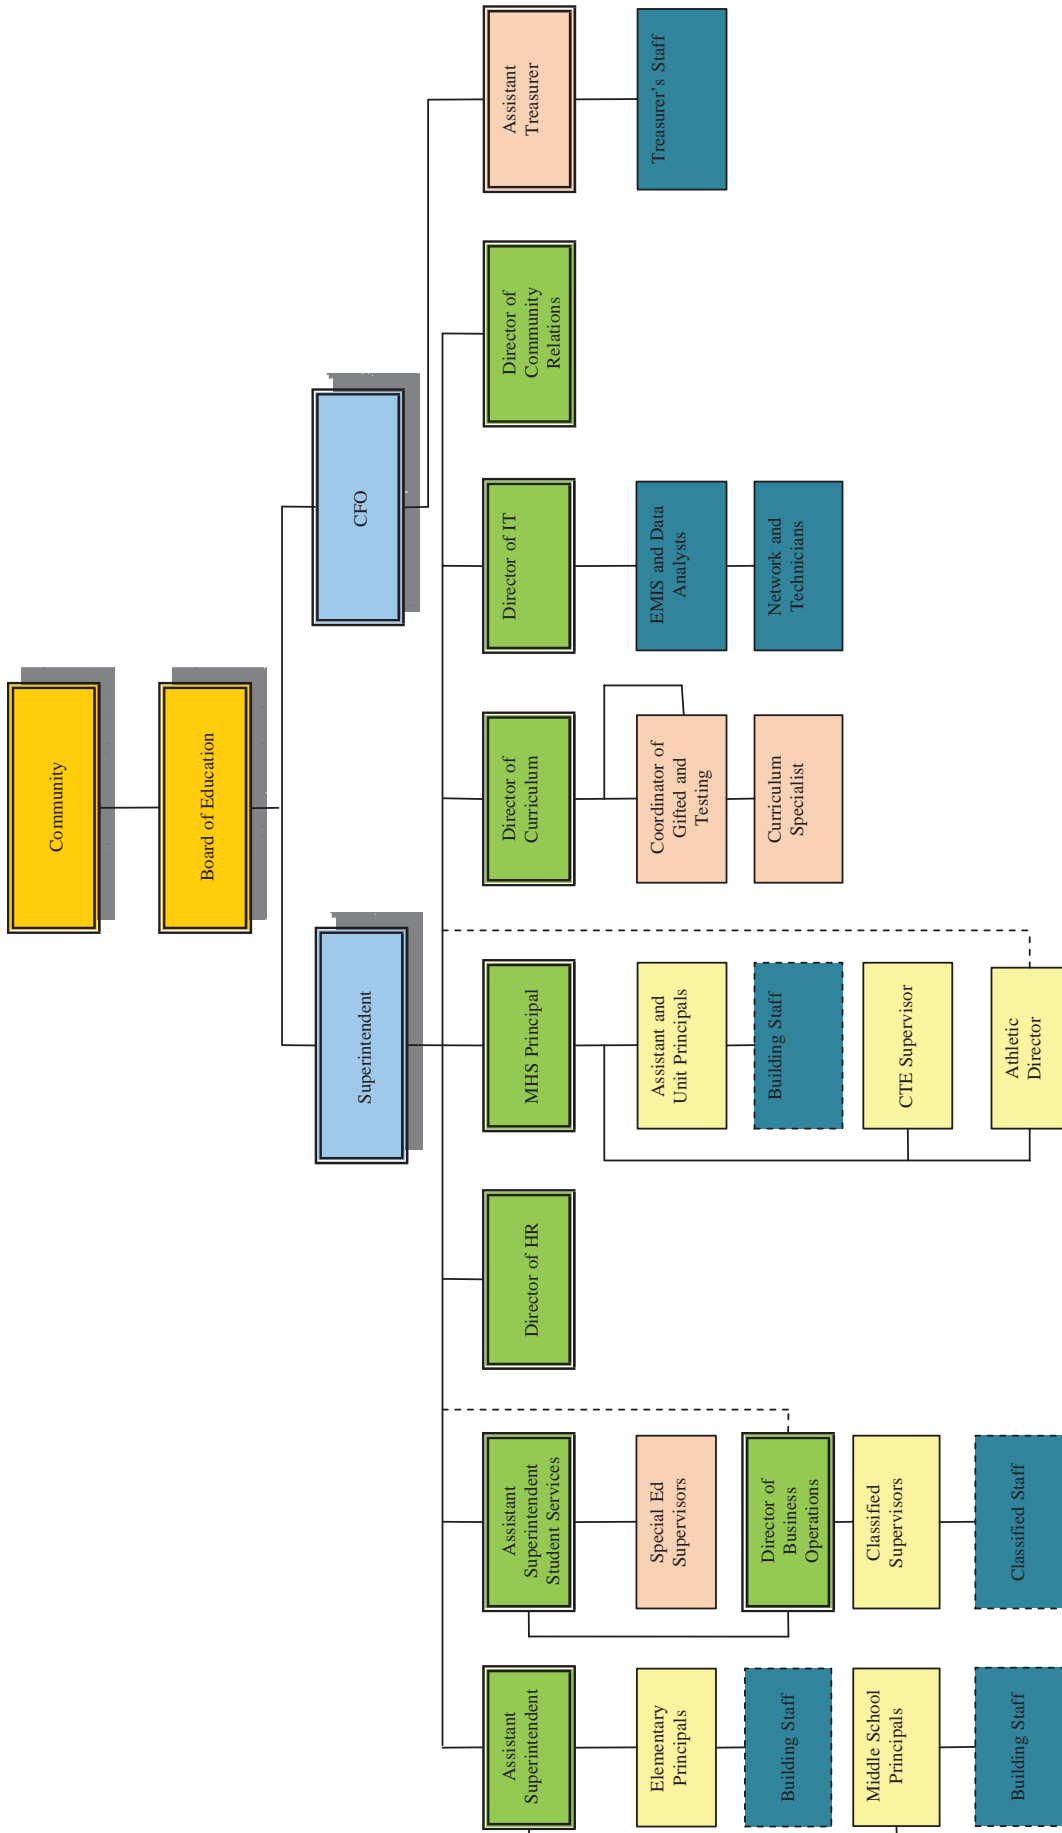 Community
Board of Education
Superintendent
CFO
Assistant
Superintendent
Assistant
Superintendent
Student Services
Director of HR
MHS Principal
Director of
Curriculum
Director of IT
Director of
Community
Relations
Assistant
Treasurer
Elementary
Principals
Special Ed
Supervisors
Assistant and
Unit Principals
Coordinator of
Gifted and
Testing
EMIS and Data
Analysts
Treasurer's Staff
Building Staff
Director of
Business
Operations
Building Staff
Curriculum
Specialist
Network and
Technicians
Middle School
Principals
Classified
Supervisors
CTE Supervisor
Building Staff
Classified Staff
Athletic
Director